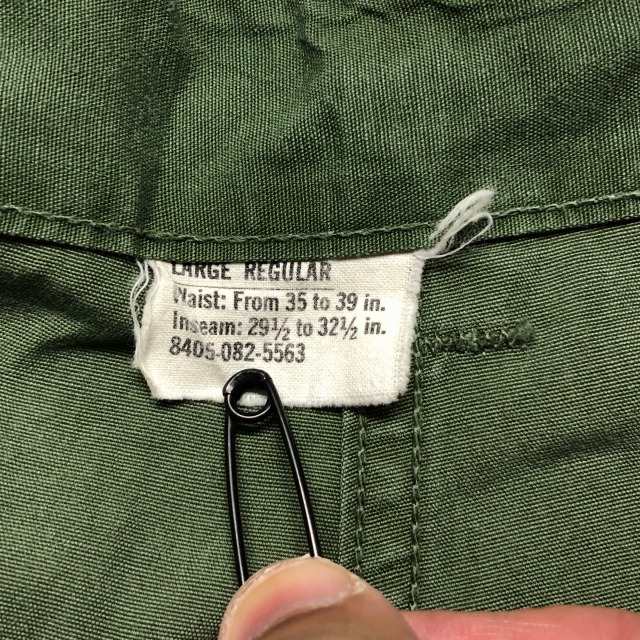 LARGE REGULAR
Waist: From 35 to 39 in.
Inseam: 29½ to 32½ in.
8405-082-5563